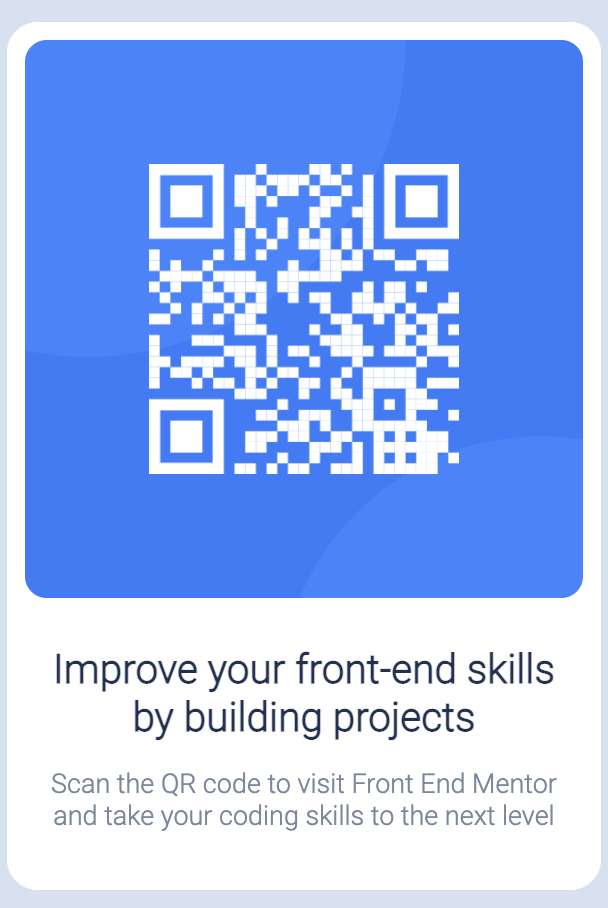 Improve your front-end skills
by building projects
Scan the QR code to visit Front End Mentor
and take your coding skills to the next level